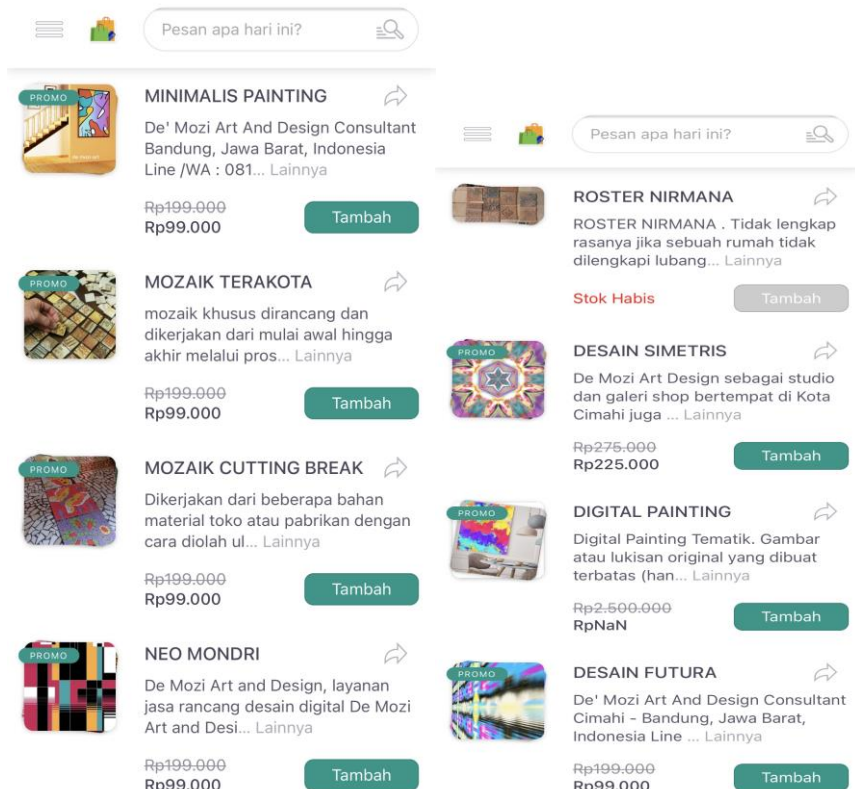 Pesan apa hari ini?
PROMO
MINIMALIS PAINTING
De' Mozi Art And Design Consultant
Bandung, Jawa Barat, Indonesia
Line /WA : 081... Lainnya
Rp199.000
Rp99.000
Tambah
PROMO
MOZAIK TERAKOTA
mozaik khusus dirancang dan
dikerjakan dari mulai awal hingga
akhir melalui pros... Lainnya
Rp199.000
Rp99.000
Tambah
PROMO
MOZAIK CUTTING BREAK
Dikerjakan dari beberapa bahan
material toko atau pabrikan dengan
cara diolah ul... Lainnya
Rp199.000
Rp99.000
Tambah
PROMO
NEO MONDRI
De Mozi Art and Design, layanan
jasa rancang desain digital De Mozi
Art and Desi... Lainnya
Rp199.000
Rp99.000
Tambah
Pesan apa hari ini?
ROSTER NIRMANA
ROSTER NIRMANA . Tidak lengkap
rasanya jika sebuah rumah tidak
dilengkapi lubang... Lainnya
Stok Habis
Tambah
PROMO
DESAIN SIMETRIS
De Mozi Art Design sebagai studio
dan galeri shop bertempat di Kota
Cimahi juga ... Lainnya
Rp275.000
Rp225.000
Tambah
PROMO
DIGITAL PAINTING
Digital Painting Tematik. Gambar
atau lukisan original yang dibuat
terbatas (han... Lainnya
Rp2.500.000
RpNaN
Tambah
PROMO
DESAIN FUTURA
De' Mozi Art And Design Consultant
Cimahi - Bandung, Jawa Barat,
Indonesia Line ... Lainnya
Rp199.000
Rp99.000
Tambah